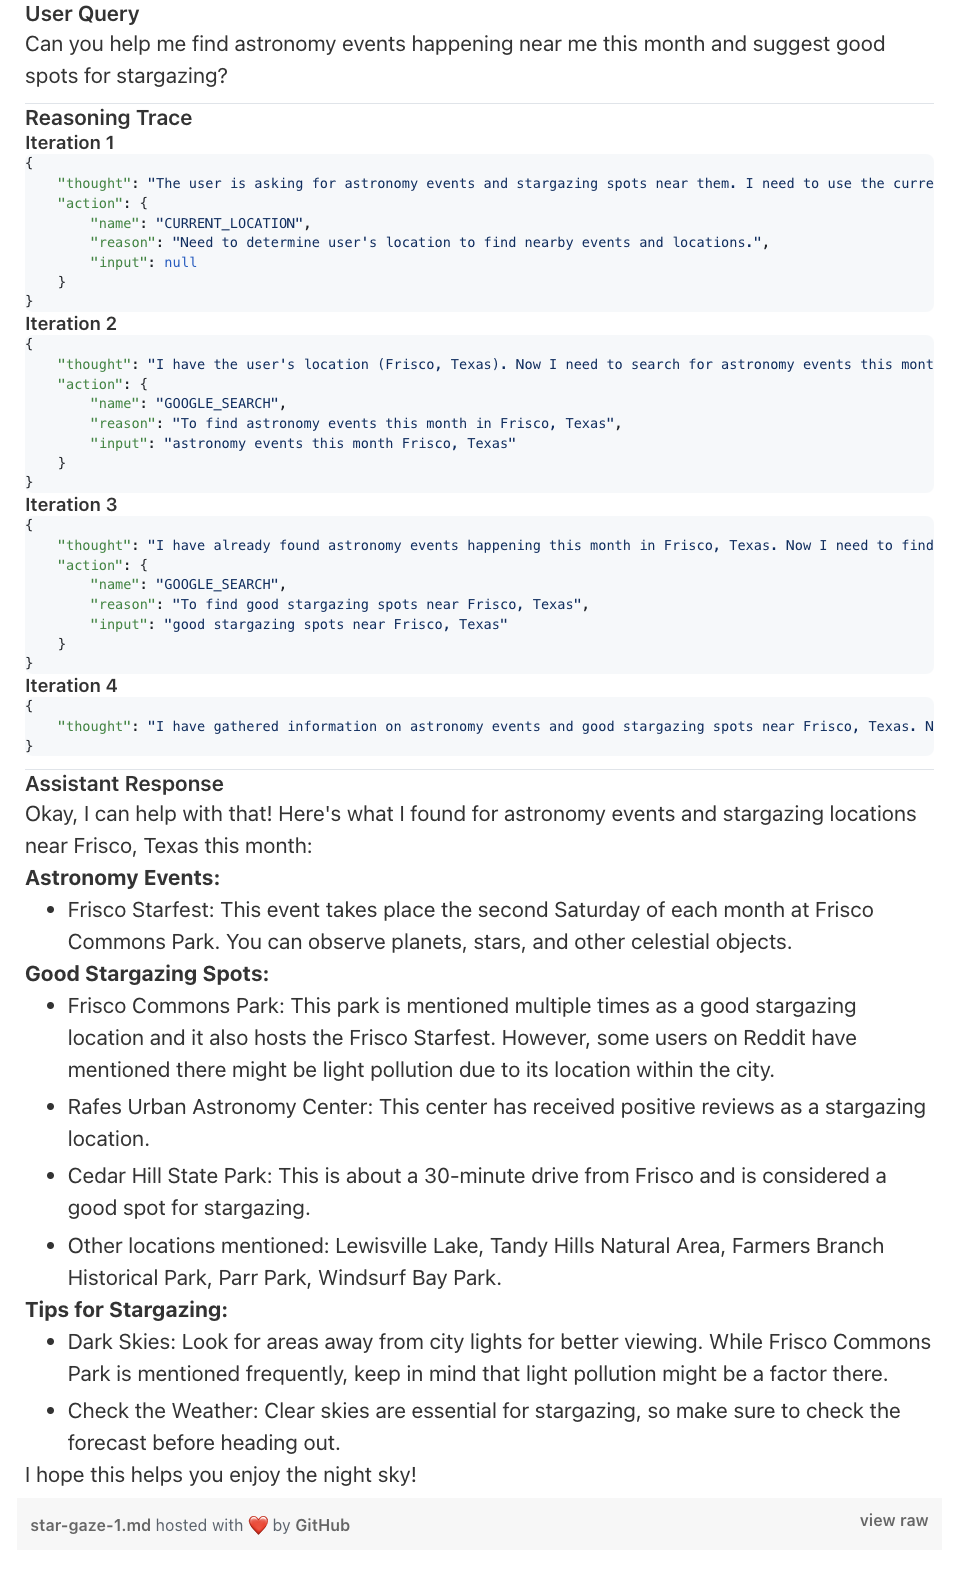 User Query
Can you help me find astronomy events happening near me this month and suggest good
spots for stargazing?
Reasoning Trace
Iteration 1
{
    "thought": "The user is asking for astronomy events and stargazing spots near them. I need to use the curre
    "action": {
        "name": "CURRENT_LOCATION",
        "reason": "Need to determine user's location to find nearby events and locations.",
        "input": null
    }
}
Iteration 2
{
    "thought": "I have the user's location (Frisco, Texas). Now I need to search for astronomy events this mont
    "action": {
        "name": "GOOGLE_SEARCH",
        "reason": "To find astronomy events this month in Frisco, Texas",
        "input": "astronomy events this month Frisco, Texas"
    }
}
Iteration 3
{
    "thought": "I have already found astronomy events happening this month in Frisco, Texas. Now I need to find
    "action": {
        "name": "GOOGLE_SEARCH",
        "reason": "To find good stargazing spots near Frisco, Texas",
        "input": "good stargazing spots near Frisco, Texas"
    }
}
Iteration 4
{
    "thought": "I have gathered information on astronomy events and good stargazing spots near Frisco, Texas. N
}
Assistant Response
Okay, I can help with that! Here's what I found for astronomy events and stargazing locations
near Frisco, Texas this month:
Astronomy Events:
• Frisco Starfest: This event takes place the second Saturday of each month at Frisco
Commons Park. You can observe planets, stars, and other celestial objects.
Good Stargazing Spots:
• Frisco Commons Park: This park is mentioned multiple times as a good stargazing
location and it also hosts the Frisco Starfest. However, some users on Reddit have
mentioned there might be light pollution due to its location within the city.
• Rafes Urban Astronomy Center: This center has received positive reviews as a stargazing
location.
• Cedar Hill State Park: This is about a 30-minute drive from Frisco and is considered a
good spot for stargazing.
• Other locations mentioned: Lewisville Lake, Tandy Hills Natural Area, Farmers Branch
Historical Park, Parr Park, Windsurf Bay Park.
Tips for Stargazing:
• Dark Skies: Look for areas away from city lights for better viewing. While Frisco Commons
Park is mentioned frequently, keep in mind that light pollution might be a factor there.
• Check the Weather: Clear skies are essential for stargazing, so make sure to check the
forecast before heading out.
I hope this helps you enjoy the night sky!
star-gaze-1.md hosted with ❤️ by GitHub
view raw